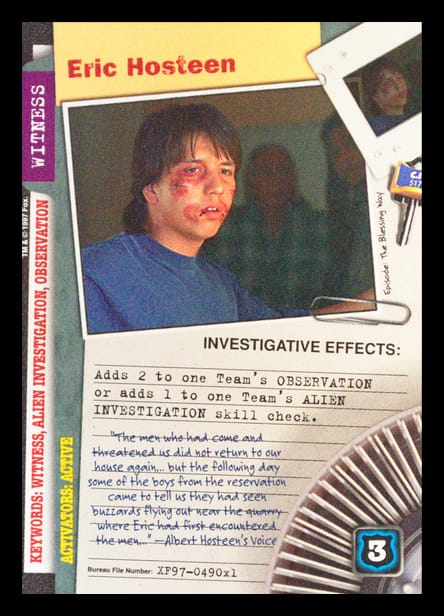 Eric Hosteen
WITNESS
TM & © 1997 Fox.
KEYWORDS: WITNESS, ALIEN INVESTIGATION, OBSERVATION
ACTIVATORS: ACTIVE
Episode: The Blessing Way
517
INVESTIGATIVE EFFECTS:
Adds 2 to one Team's OBSERVATION
or adds 1 to one Team's ALIEN
INVESTIGATION skill check.
"The men who had come and
threatened us did not return to our
house again... but the following day
some of the boys from the reservation
came to tell us they had seen
buzzards flying out near the quarry
where Eric had first encountered
the men..." —Albert Hosteen's Voice
Bureau File Number: XF97-0490x1
3